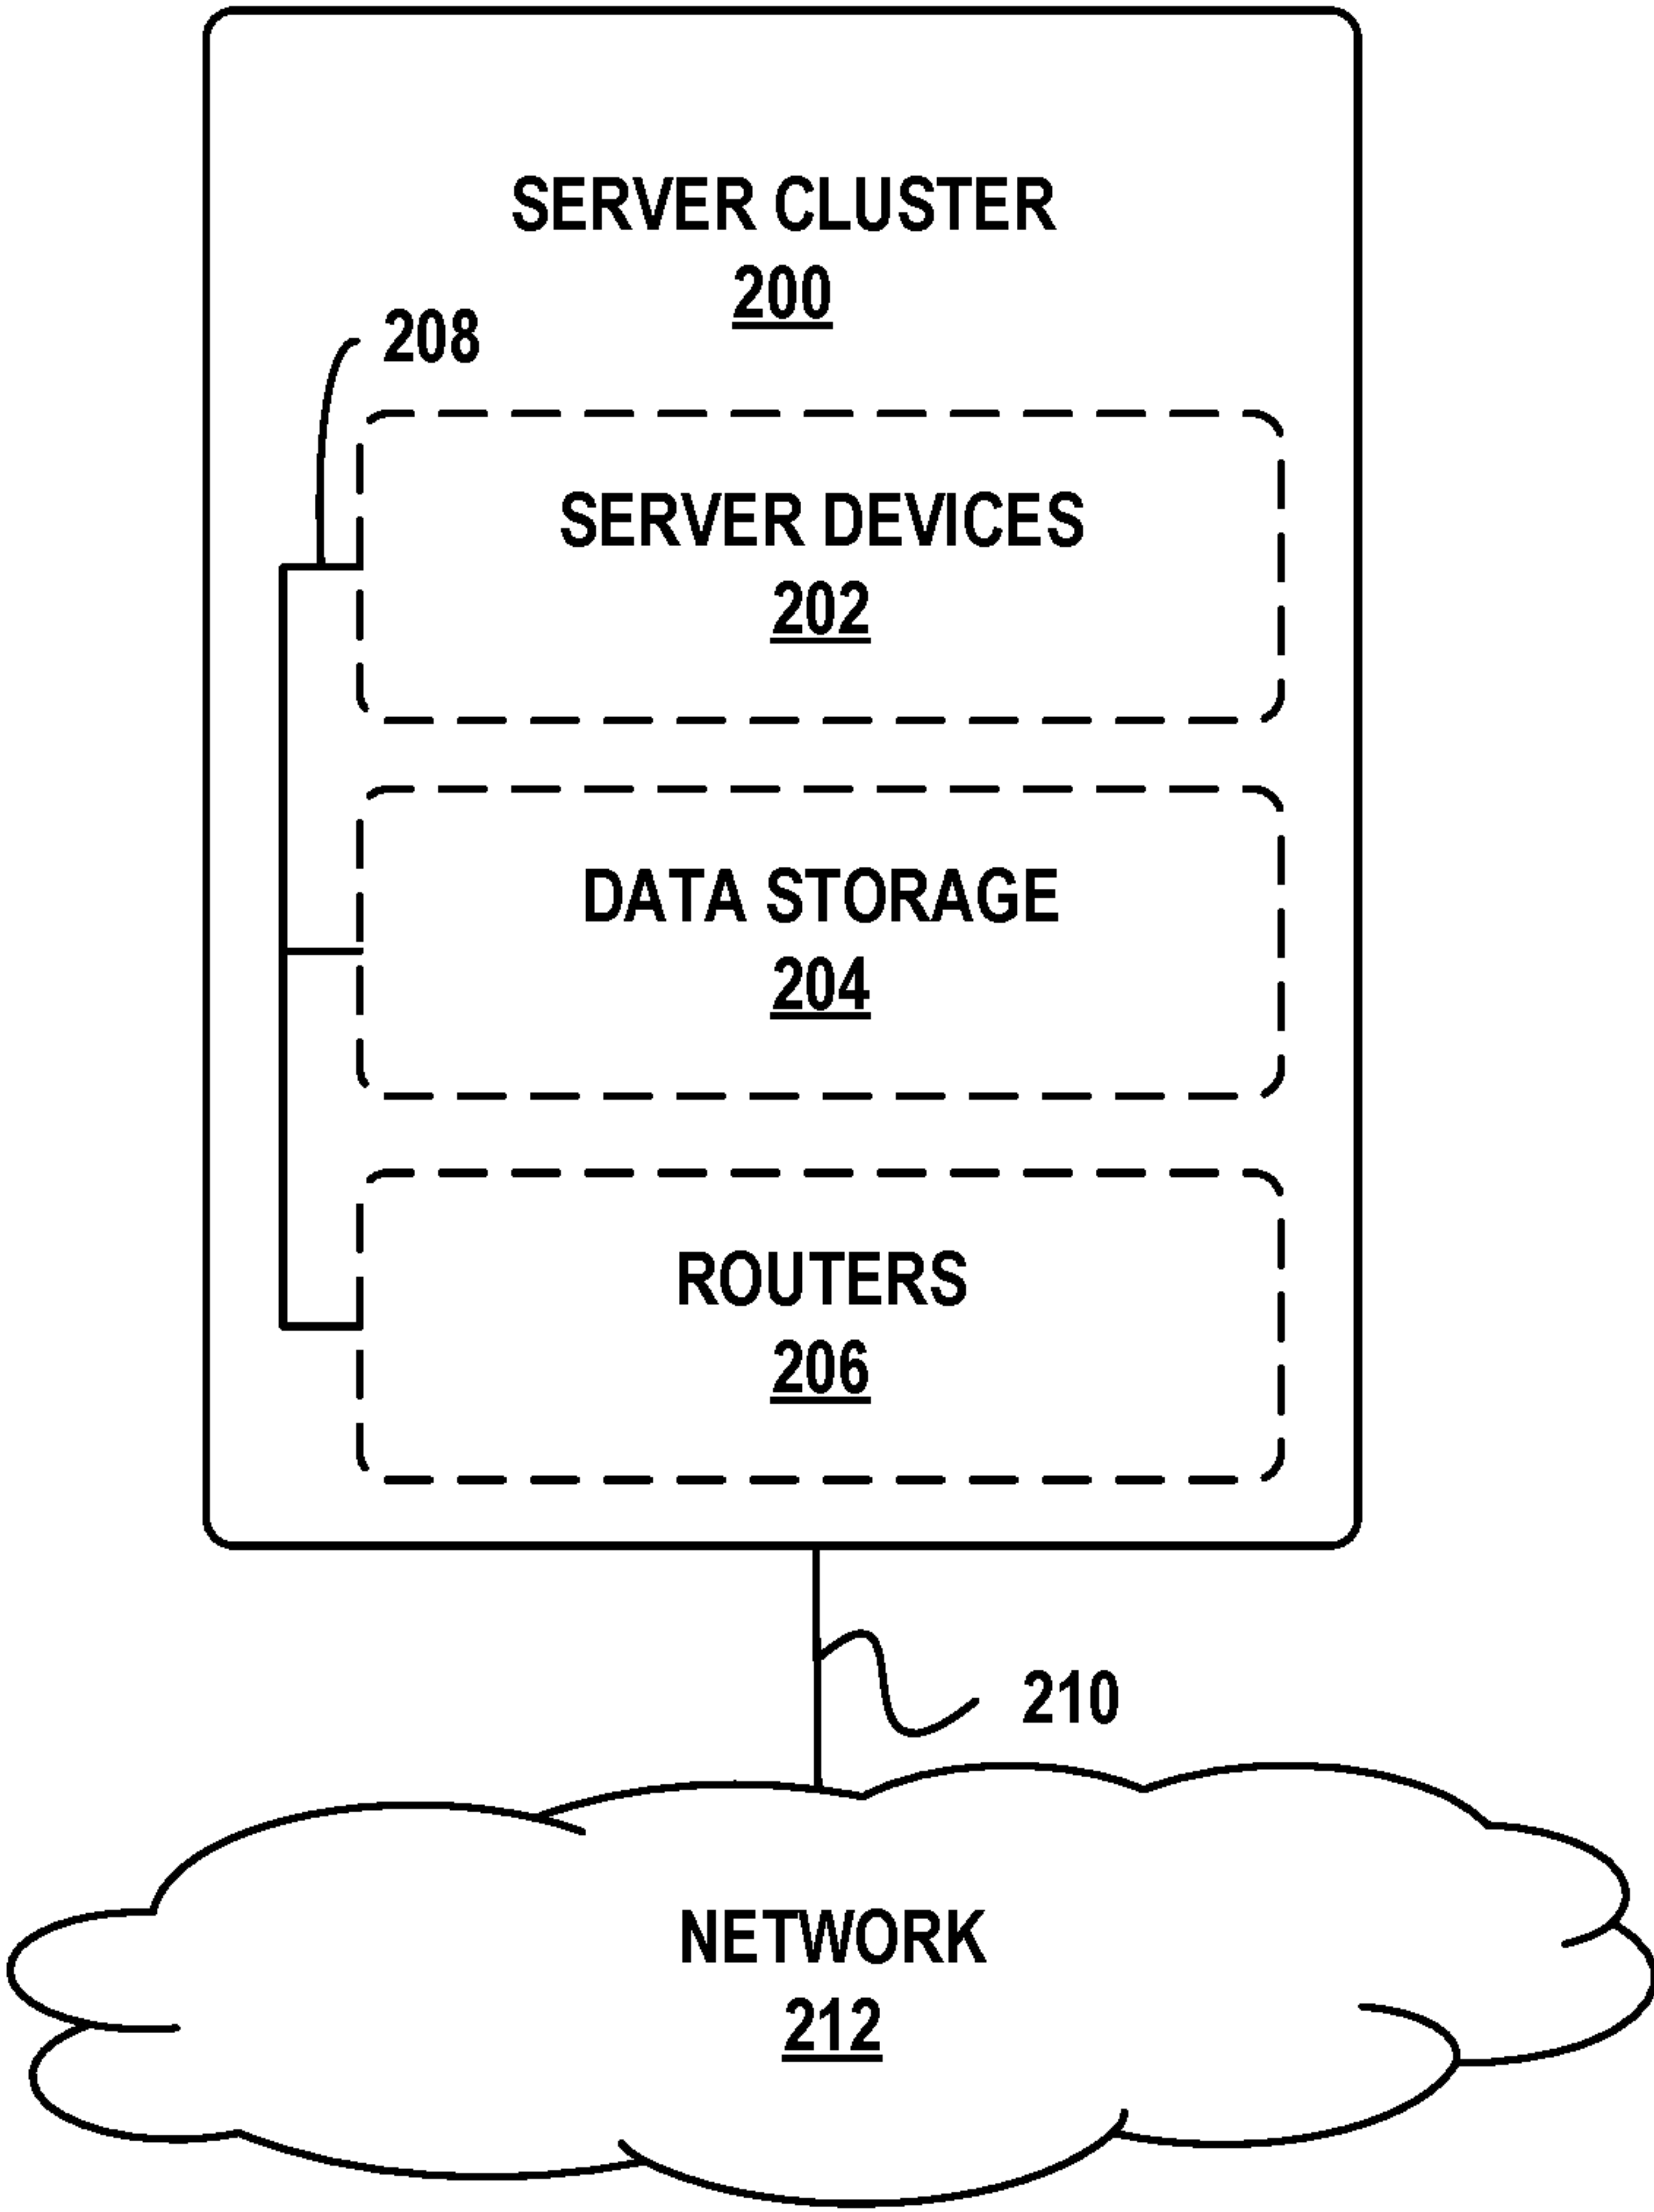 SERVER CLUSTER
200
208
SERVER DEVICES
202
DATA STORAGE
204
ROUTERS
206
210
NETWORK
212